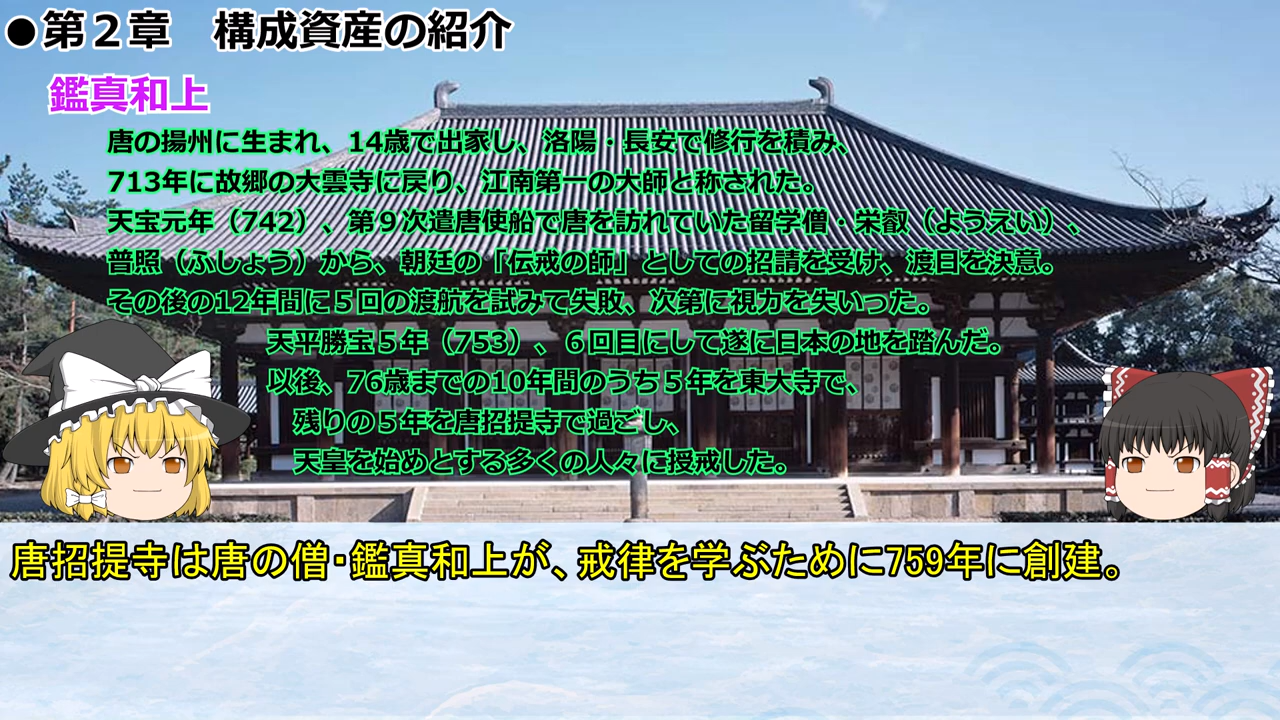 ●第２章　構成資産の紹介
鑑真和上
唐の揚州に生まれ、14歳で出家し、洛陽・長安で修行を積み、
713年に故郷の大雲寺に戻り、江南第一の大師と称された。
天宝元年（742）、第９次遣唐使船で唐を訪れていた留学僧・栄叡（ようえい）、
普照（ふしょう）から、朝廷の「伝戒の師」としての招請を受け、渡日を決意。
その後の12年間に５回の渡航を試みて失敗、次第に視力を失いった。
天平勝宝５年（753）、６回目にして遂に日本の地を踏んだ。
以後、76歳までの10年間のうち５年を東大寺で、
残りの５年を唐招提寺で過ごし、
天皇を始めとする多くの人々に授戒した。
唐招提寺は唐の僧・鑑真和上が、戒律を学ぶために759年に創建。